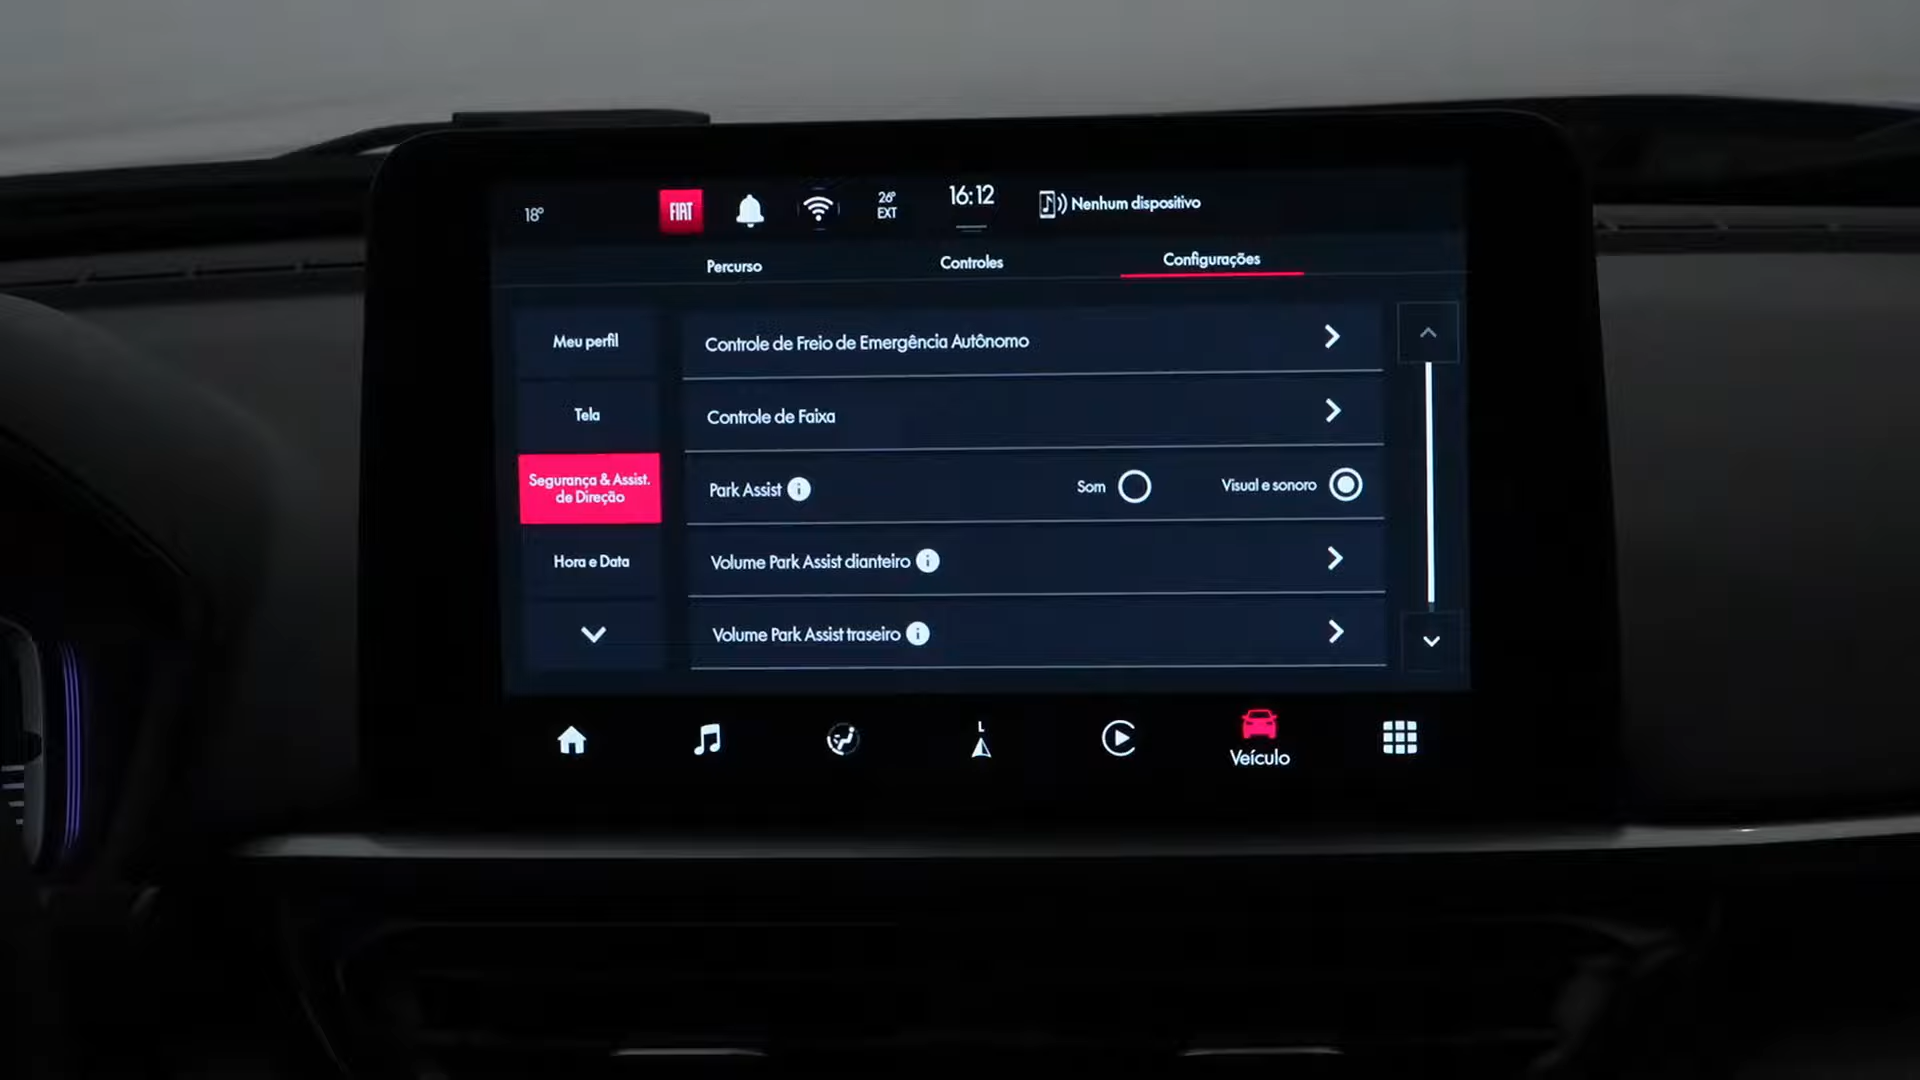 18°
FIAT
26°
EXT
16:12
Nenhum dispositivo
Percurso
Controles
Configurações
Meu perfil
Tela
Segurança & Assist.
de Direção
Hora e Data
Controle de Freio de Emergência Autônomo
Controle de Faixa
Park Assist i
Som
Visual e sonoro
Volume Park Assist dianteiro i
Volume Park Assist traseiro i
L
Veículo